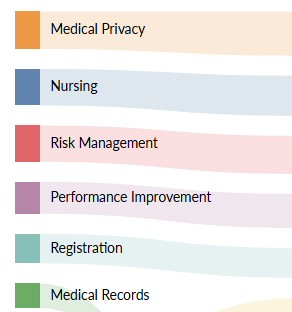 Medical Privacy
Nursing
Risk Management
Performance Improvement
Registration
Medical Records